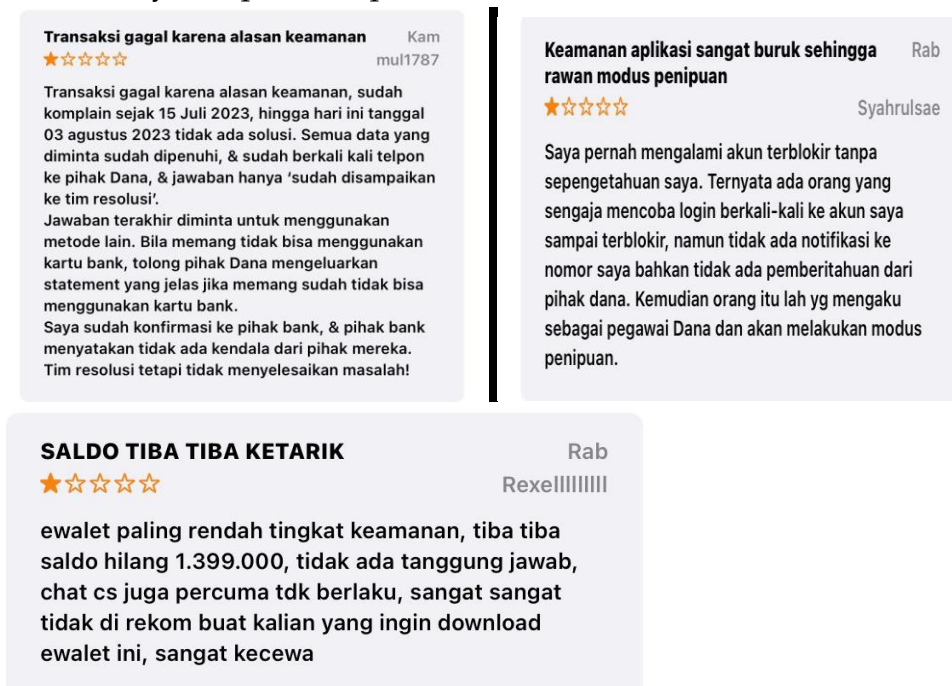 Transaksi gagal karena alasan keamanan Kam
mul1787
Transaksi gagal karena alasan keamanan, sudah
komplain sejak 15 Juli 2023, hingga hari ini tanggal
03 agustus 2023 tidak ada solusi. Semua data yang
diminta sudah dipenuhi, & sudah berkali kali telpon
ke pihak Dana, & jawaban hanya ‘sudah disampaikan
ke tim resolusi’.
Jawaban terakhir diminta untuk menggunakan
metode lain. Bila memang tidak bisa menggunakan
kartu bank, tolong pihak Dana mengeluarkan
statement yang jelas jika memang sudah tidak bisa
menggunakan kartu bank.
Saya sudah konfirmasi ke pihak bank, & pihak bank
menyatakan tidak ada kendala dari pihak mereka.
Tim resolusi tetapi tidak menyelesaikan masalah!
Keamanan aplikasi sangat buruk sehingga Rab
rawan modus penipuan
Syahrulsae
Saya pernah mengalami akun terblokir tanpa
sepengetahuan saya. Ternyata ada orang yang
sengaja mencoba login berkali-kali ke akun saya
sampai terblokir, namun tidak ada notifikasi ke
nomor saya bahkan tidak ada pemberitahuan dari
pihak dana. Kemudian orang itu lah yg mengaku
sebagai pegawai Dana dan akan melakukan modus
penipuan.
SALDO TIBA TIBA KETARIK Rab
Rexelllllllll
ewalet paling rendah tingkat keamanan, tiba tiba
saldo hilang 1.399.000, tidak ada tanggung jawab,
chat cs juga percuma tdk berlaku, sangat sangat
tidak di rekom buat kalian yang ingin download
ewalet ini, sangat kecewa